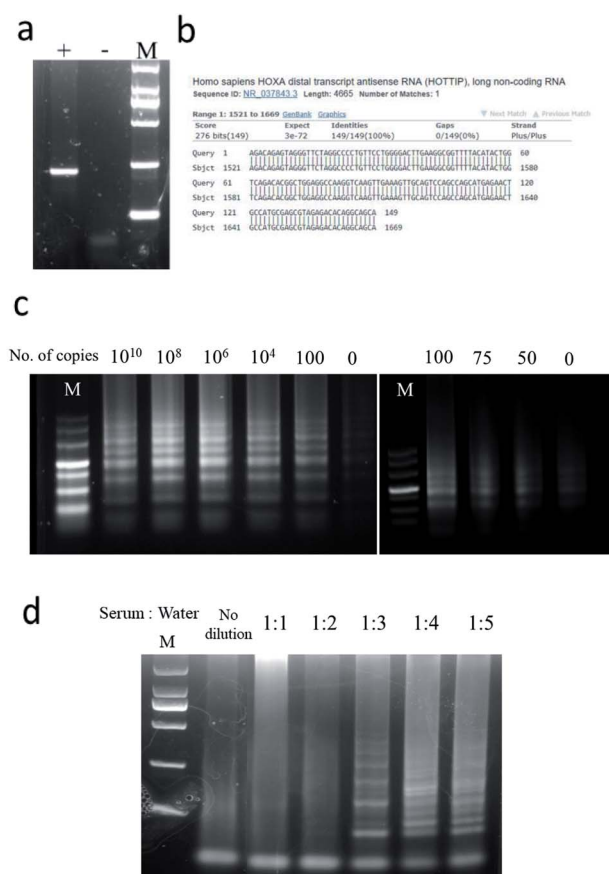 a
+ - M
b
Homo sapiens HOXA distal transcript antisense RNA (HOTTIP), long non-coding RNA
Sequence ID: NR_037843.3 Length: 4665 Number of Matches: 1
Range 1: 1521 to 1669 GenBank Graphics Next Match Previous Match
Score Expect Identities Gaps Strand
276 bits(149) 3e-72 149/149(100%) 0/149(0%) Plus/Plus
Query 1 AGACAGAGTAGGGTTCTAGGCCCCTGTTCCTGGGGACTTGAAGGCGGTTTTACATACTGG 60
Sbjct 1521 AGACAGAGTAGGGTTCTAGGCCCCTGTTCCTGGGGACTTGAAGGCGGTTTTACATACTGG 1580
Query 61 TCAGACACGGCTGGAGGCCAAGGTCAAGTTGAAAGTTGCAGTCCAGCCAGCATGAGAACT 120
Sbjct 1581 TCAGACACGGCTGGAGGCCAAGGTCAAGTTGAAAGTTGCAGTCCAGCCAGCATGAGAACT 1640
Query 121 GCCATGCGAGCGTAGAGACACAGGCAGCA 149
Sbjct 1641 GCCATGCGAGCGTAGAGACACAGGCAGCA 1669
c
No. of copies 10¹⁰ 10⁸ 10⁶ 10⁴ 100 0 100 75 50 0
M M
d
Serum : Water No dilution 1:1 1:2 1:3 1:4 1:5
M